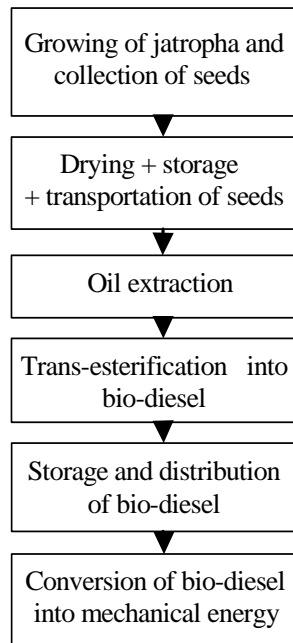 Growing of jatropha and
collection of seeds
Drying + storage
+ transportation of seeds
Oil extraction
Trans-esterification into
bio-diesel
Storage and distribution
of bio-diesel
Conversion of bio-diesel
into mechanical energy